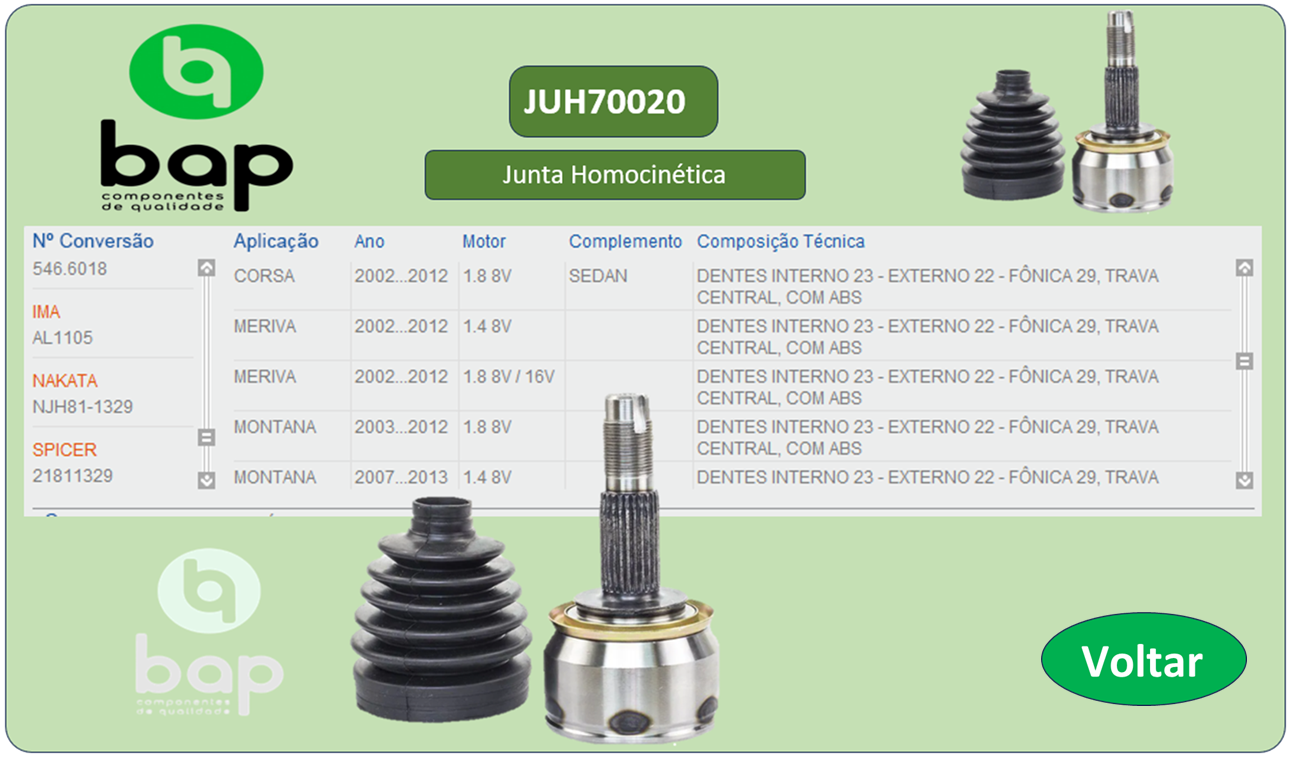 bap
componentes
de qualidade
JUH70020
Junta Homocinética
Nº Conversão
546.6018
IMA
AL1105
NAKATA
NJH81-1329
SPICER
21811329
Aplicação Ano Motor Complemento Composição Técnica
CORSA 2002...2012 1.8 8V SEDAN DENTES INTERNO 23 - EXTERNO 22 - FÔNICA 29, TRAVA
CENTRAL, COM ABS
MERIVA 2002...2012 1.4 8V DENTES INTERNO 23 - EXTERNO 22 - FÔNICA 29, TRAVA
CENTRAL, COM ABS
MERIVA 2002...2012 1.8 8V / 16V DENTES INTERNO 23 - EXTERNO 22 - FÔNICA 29, TRAVA
CENTRAL, COM ABS
MONTANA 2003...2012 1.8 8V DENTES INTERNO 23 - EXTERNO 22 - FÔNICA 29, TRAVA
CENTRAL, COM ABS
MONTANA 2007...2013 1.4 8V DENTES INTERNO 23 - EXTERNO 22 - FÔNICA 29, TRAVA
bap
componentes
de qualidade
Voltar